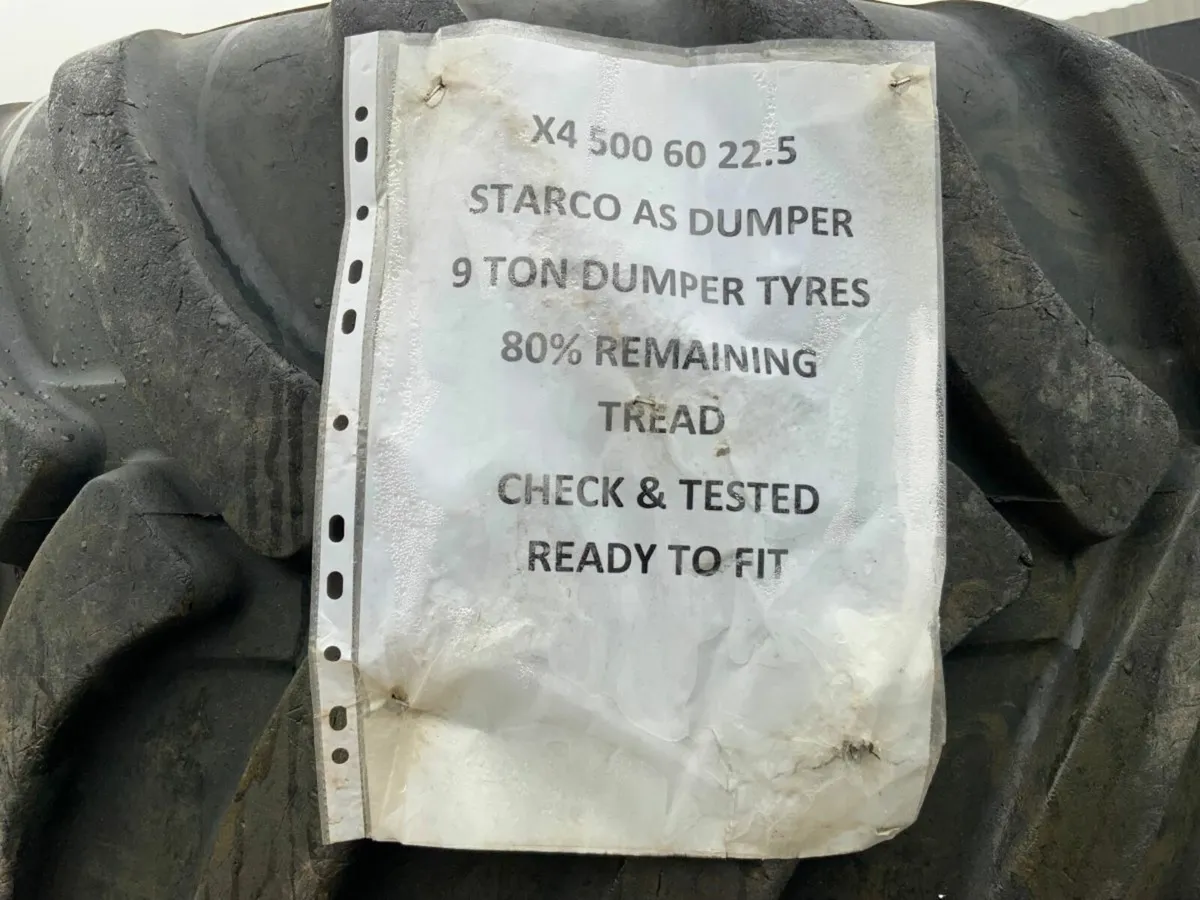 X4 500 60 22.5
STARCO AS DUMPER
9 TON DUMPER TYRES
80% REMAINING
TREAD
CHECK & TESTED
READY TO FIT